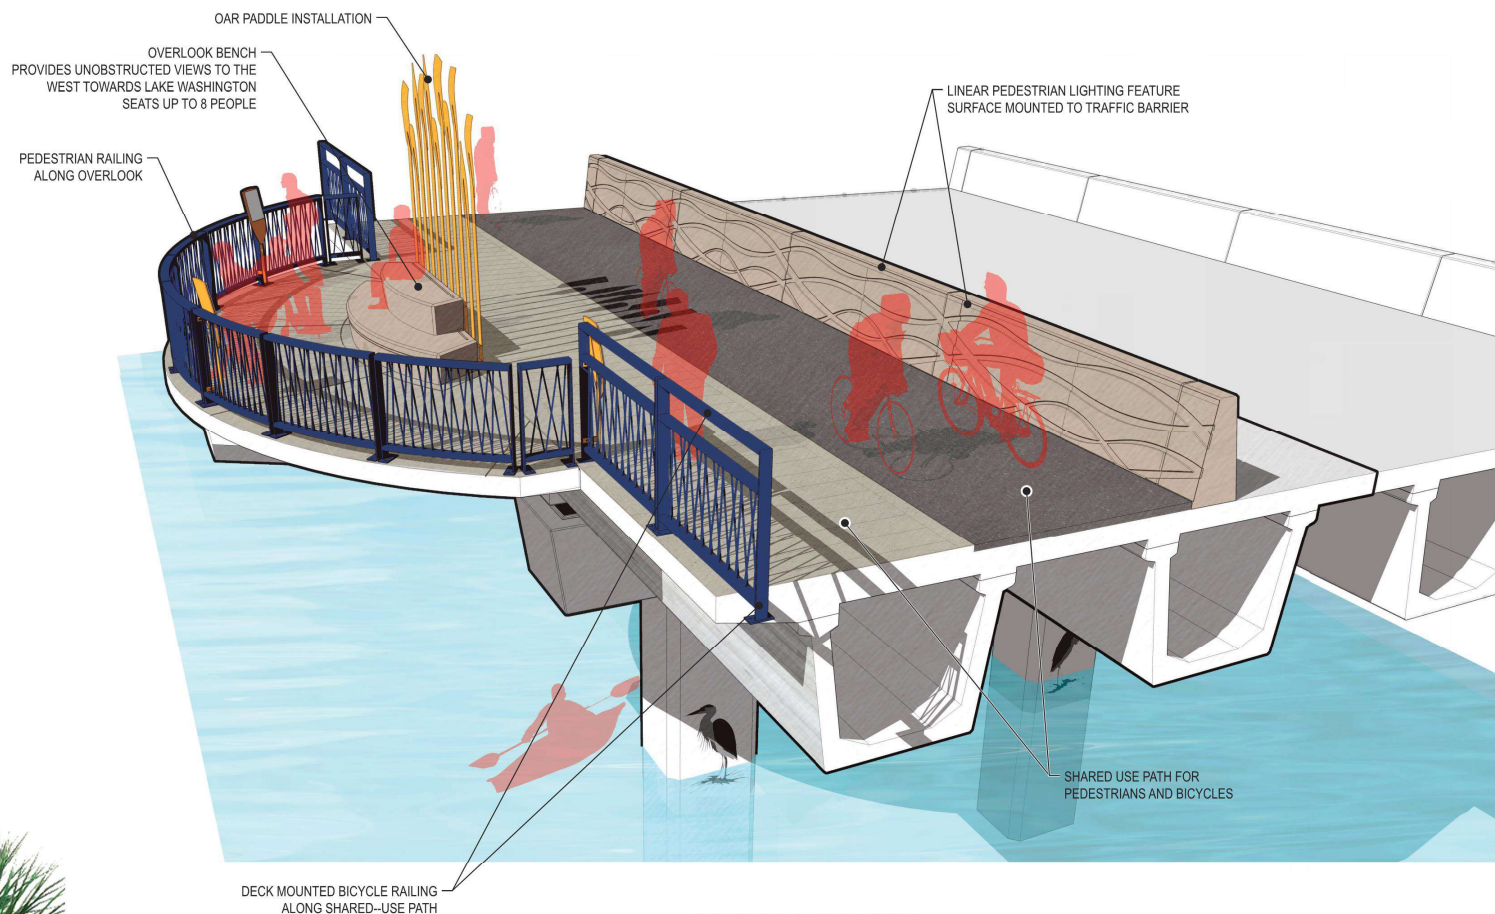 OAR PADDLE INSTALLATION
OVERLOOK BENCH
PROVIDES UNOBSTRUCTED VIEWS TO THE
WEST TOWARDS LAKE WASHINGTON
SEATS UP TO 8 PEOPLE
PEDESTRIAN RAILING
ALONG OVERLOOK
LINEAR PEDESTRIAN LIGHTING FEATURE
SURFACE MOUNTED TO TRAFFIC BARRIER
SHARED USE PATH FOR
PEDESTRIANS AND BICYCLES
DECK MOUNTED BICYCLE RAILING
ALONG SHARED--USE PATH